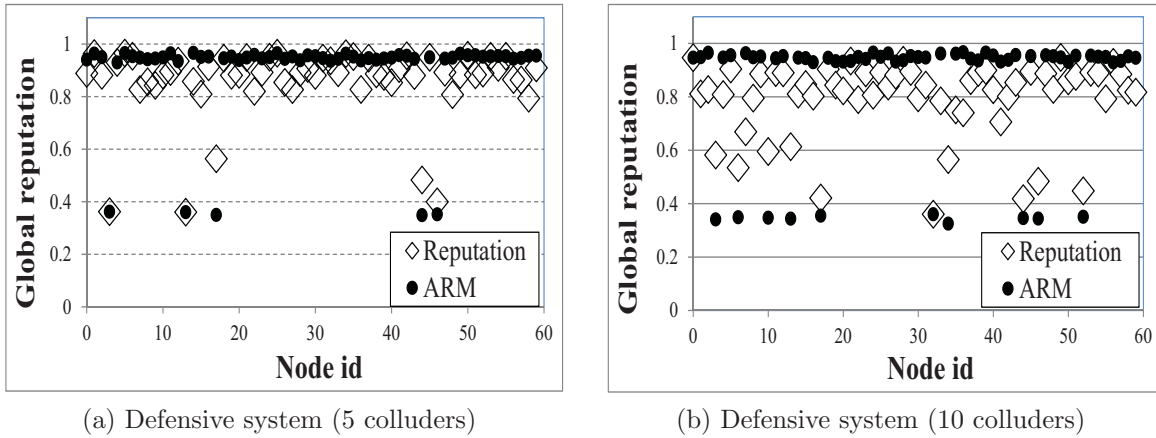 Global reputation
1
0.8
0.6
0.4
0.2
0
0 10 20 30 40 50 60
Node id
Reputation
ARM
(a) Defensive system (5 colluders)
Global reputation
1
0.8
0.6
0.4
0.2
0
0 10 20 30 40 50 60
Node id
Reputation
ARM
(b) Defensive system (10 colluders)